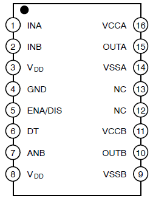 1 INA VCCA 16
2 INB OUTA 15
3 VDD VSSA 14
4 GND NC 13
5 ENA/DIS NC 12
6 DT VCCB 11
7 ANB OUTB 10
8 VDD VSSB 9